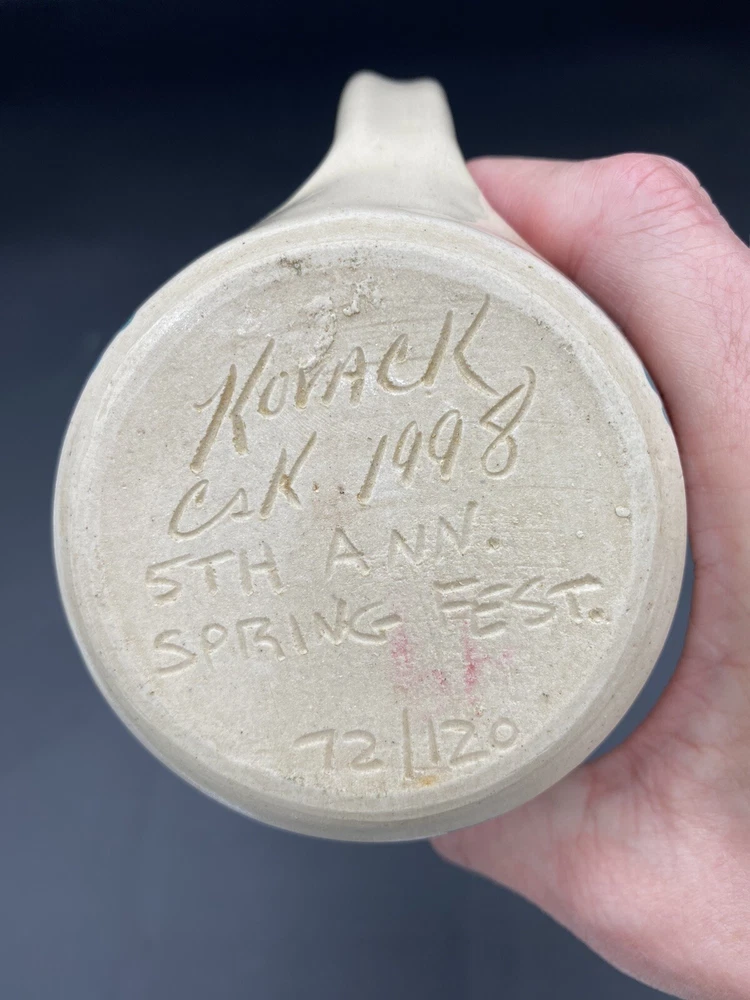 KOVACK
CSK. 1998
5TH ANN.
SPRING FEST.
72/120